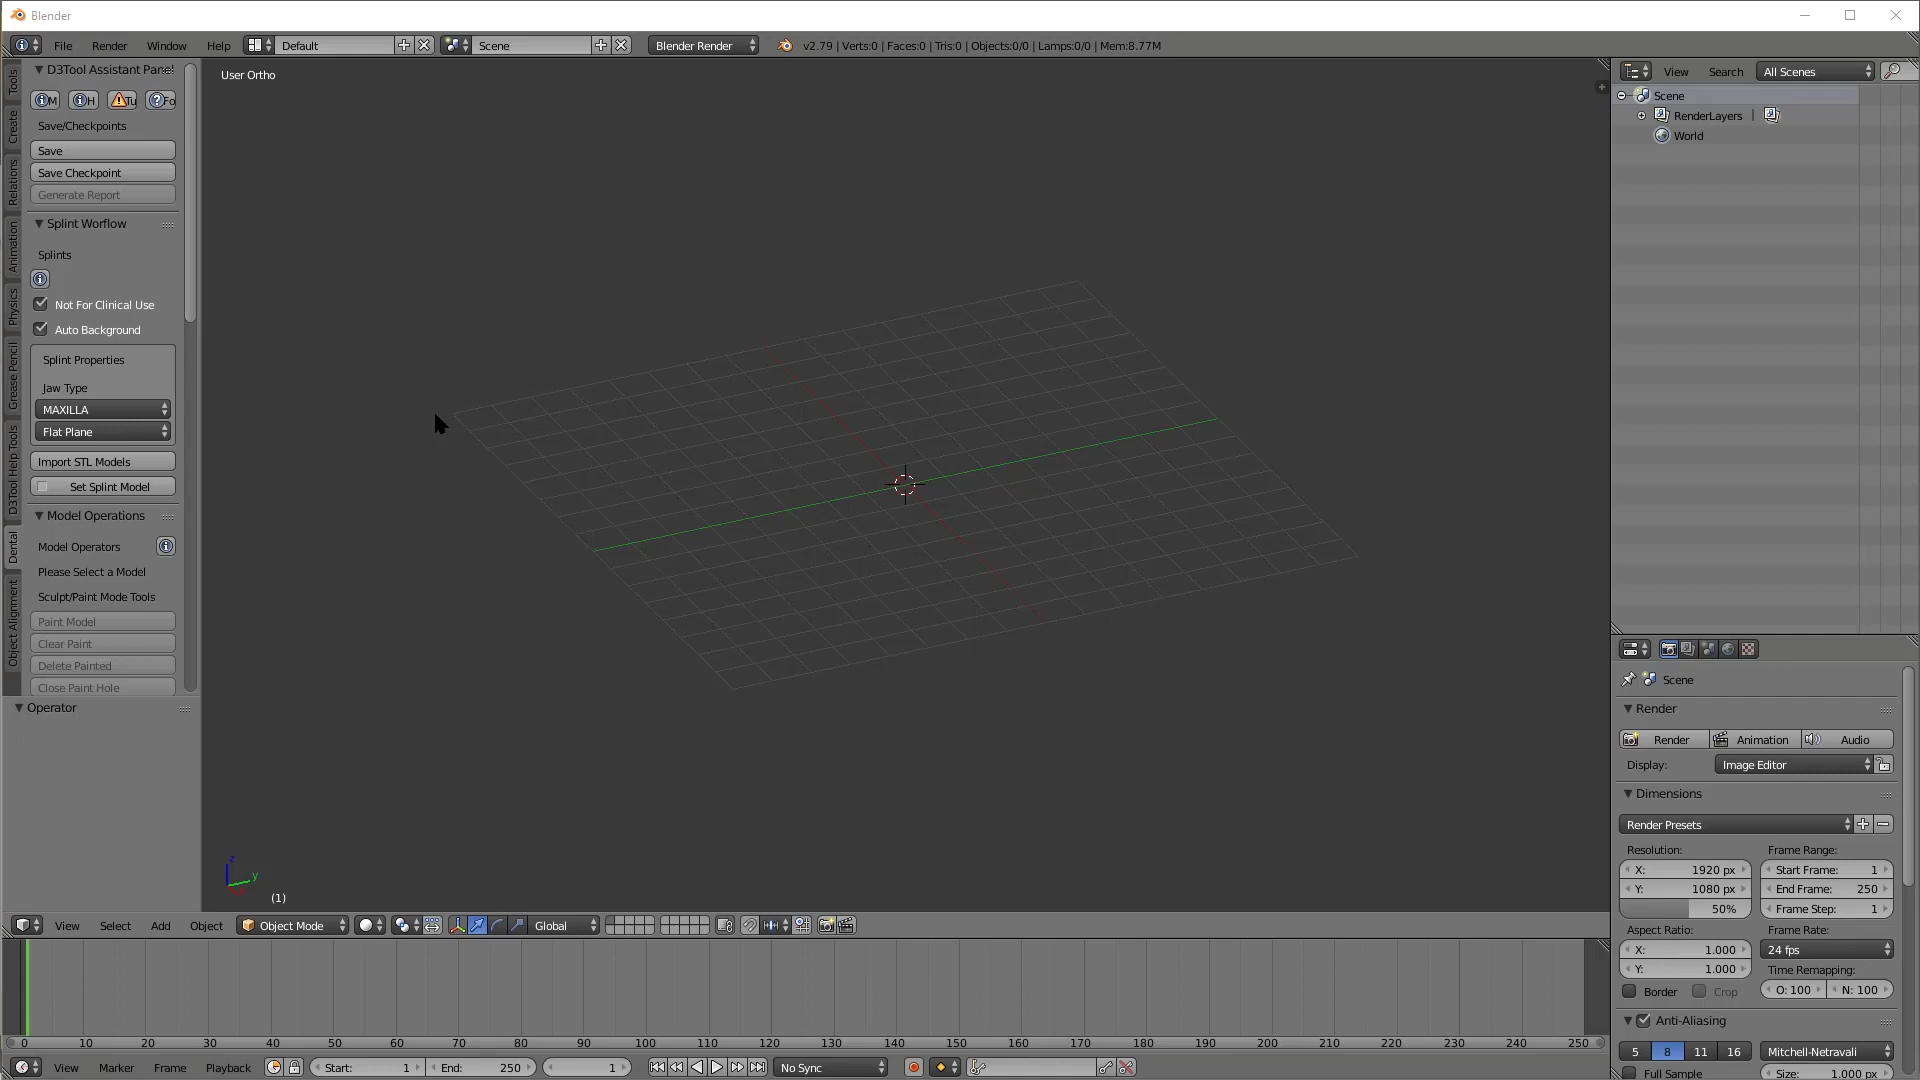 Blender
File Render Window Help Default Scene Blender Render v2.79 | Verts:0 | Faces:0 | Tris:0 | Objects:0/0 | Lamps:0/0 | Mem:8.77M
Tools
Create
Relations
Animation
Physics
Grease Pencil
D3Tool Help Tools
Dental
Object Alignment
D3Tool Assistant Panel
M H Tu Fo
Save/Checkpoints
Save
Save Checkpoint
Generate Report
Splint Worflow
Splints
Not For Clinical Use
Auto Background
Splint Properties
Jaw Type
MAXILLA
Flat Plane
Import STL Models
Set Splint Model
Model Operations
Model Operators
Please Select a Model
Sculpt/Paint Mode Tools
Paint Model
Clear Paint
Delete Painted
Close Paint Hole
Operator
User Ortho
z
y
(1)
View Select Add Object Object Mode Global
View Search All Scenes
Scene
RenderLayers |
World
Scene
Render
Render Animation Audio
Display: Image Editor
Dimensions
Render Presets
Resolution: Frame Range:
X: 1920 px Start Frame: 1
Y: 1080 px End Frame: 250
50% Frame Step: 1
Aspect Ratio: Frame Rate:
X: 1.000 24 fps
Y: 1.000 Time Remapping:
Border Crop O: 100 N: 100
Anti-Aliasing
5 8 11 16 Mitchell-Netravali
Full Sample Size: 1.000 px
0 10 20 30 40 50 60 70 80 90 100 110 120 130 140 150 160 170 180 190 200 210 220 230 240 250
View Marker Frame Playback Start: 1 End: 250 1 No Sync